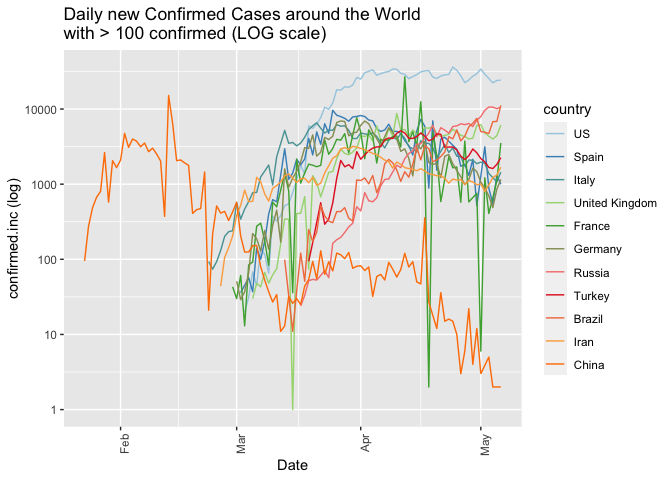 Daily new Confirmed Cases around the World
with > 100 confirmed (LOG scale)
confirmed.inc (log)
10000
1000
100
10
1
Feb
Mar
Apr
May
Date
country
US
Spain
Italy
United Kingdom
France
Germany
Russia
Turkey
Brazil
Iran
China